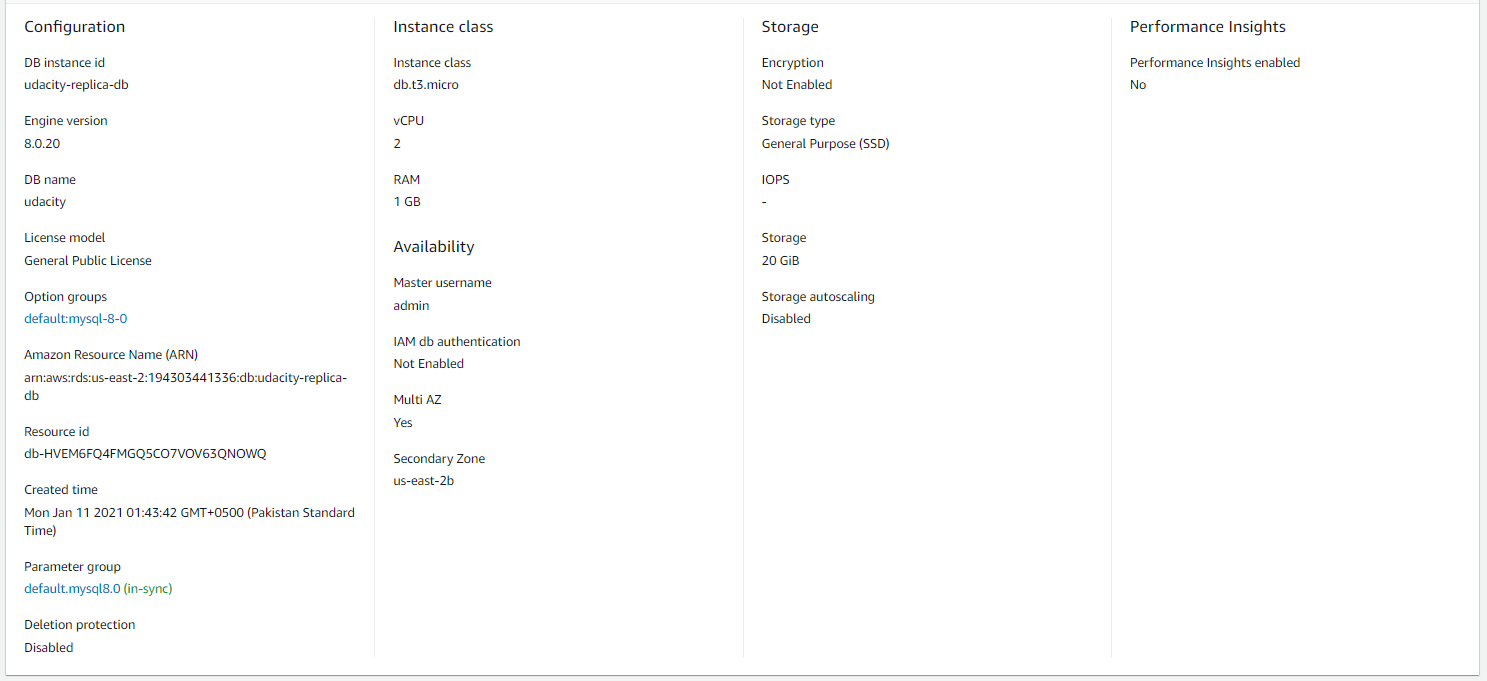 Configuration
DB instance id
udacity-replica-db
Engine version
8.0.20
DB name
udacity
License model
General Public License
Option groups
default:mysql-8-0
Amazon Resource Name (ARN)
arn:aws:rds:us-east-2:194303441336:db:udacity-replica-
db
Resource id
db-HVEM6FQ4FMGQ5CO7VOV63QNOWQ
Created time
Mon Jan 11 2021 01:43:42 GMT+0500 (Pakistan Standard
Time)
Parameter group
default.mysql8.0 (in-sync)
Deletion protection
Disabled
Instance class
Instance class
db.t3.micro
vCPU
2
RAM
1 GB
Availability
Master username
admin
IAM db authentication
Not Enabled
Multi AZ
Yes
Secondary Zone
us-east-2b
Storage
Encryption
Not Enabled
Storage type
General Purpose (SSD)
IOPS
-
Storage
20 GiB
Storage autoscaling
Disabled
Performance Insights
Performance Insights enabled
No